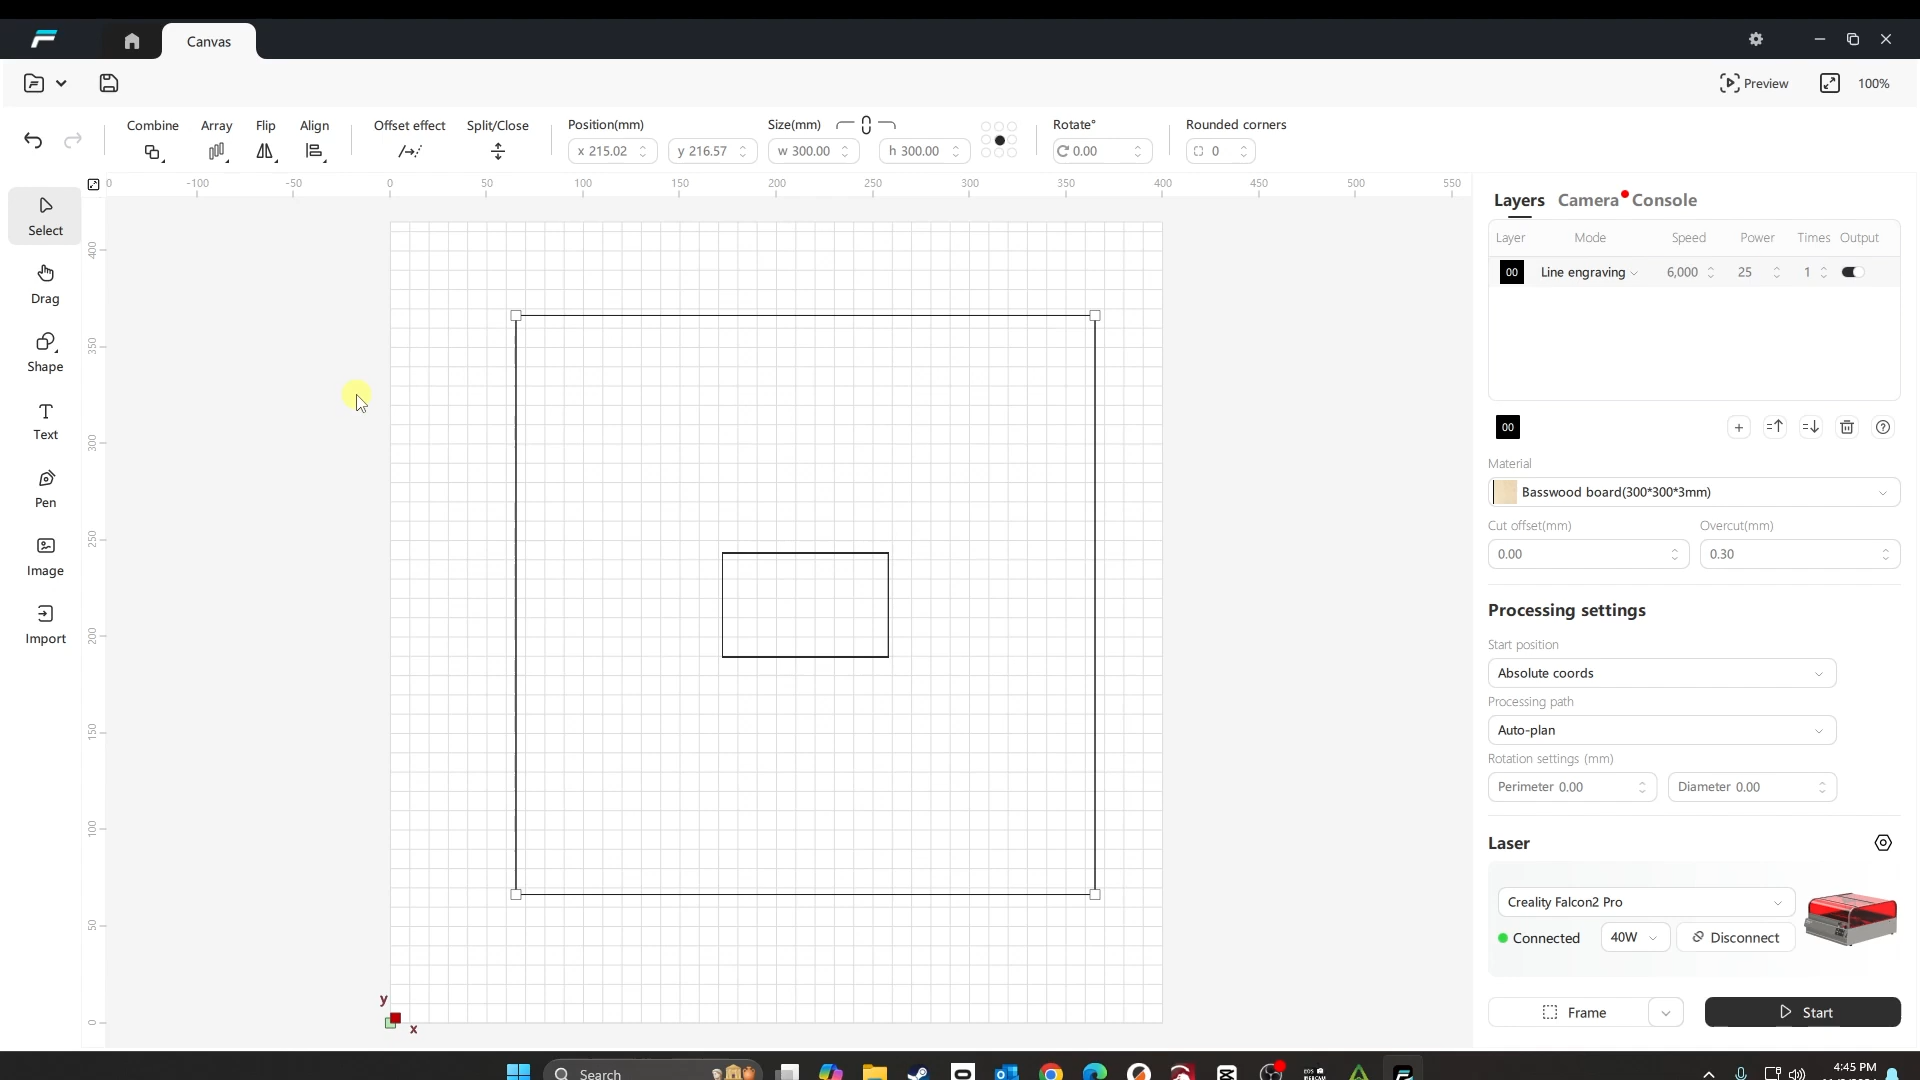 Canvas
Preview
100%
Combine Array Flip Align Offset effect Split/Close Position(mm) Size(mm) Rotate° Rounded corners
x 215.02 y 216.57 w 300.00 h 300.00 0.00 0
0 -100 -50 0 50 100 150 200 250 300 350 400 450 500 550
400
350
300
250
200
150
100
50
0
Select
Drag
Shape
Text
Pen
Image
Import
y
x
Layers Camera Console
Layer Mode Speed Power Times Output
00 Line engraving 6,000 25 1
00
Material
Basswood board(300*300*3mm)
Cut offset(mm) Overcut(mm)
0.00 0.30
Processing settings
Start position
Absolute coords
Processing path
Auto-plan
Rotation settings (mm)
Perimeter 0.00 Diameter 0.00
Laser
Creality Falcon2 Pro
Connected 40W Disconnect
Frame Start
Search
4:45 PM